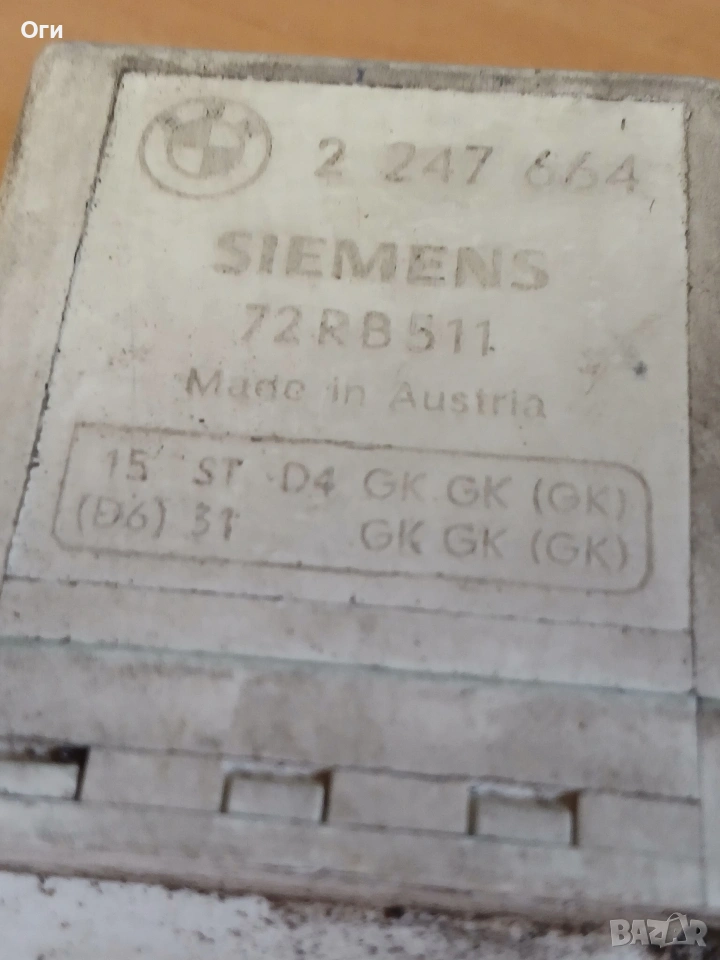 Оги
2 247 664
SIEMENS
72RB511
Made in Austria
15 ST D4 GK GK (GK)
(D6) 31 GK GK (GK)
BAZAR